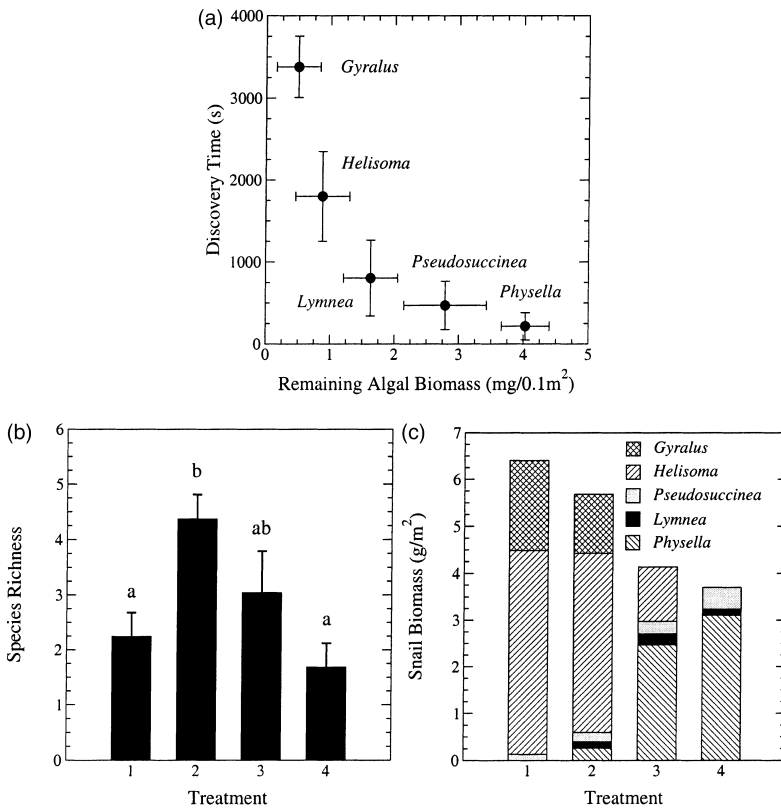 (a)
4000
3000
2000
1000
0
Discovery Time (s)
Gyralus
Helisoma
Pseudosuccinea
Lymnea
Physella
0 1 2 3 4 5
Remaining Algal Biomass (mg/0.1m²)
(b)
6
5
4
3
2
1
0
Species Richness
a
b
ab
a
1 2 3 4
Treatment
(c)
7
6
5
4
3
2
1
0
Snail Biomass (g/m²)
Gyralus
Helisoma
Pseudosuccinea
Lymnea
Physella
1 2 3 4
Treatment